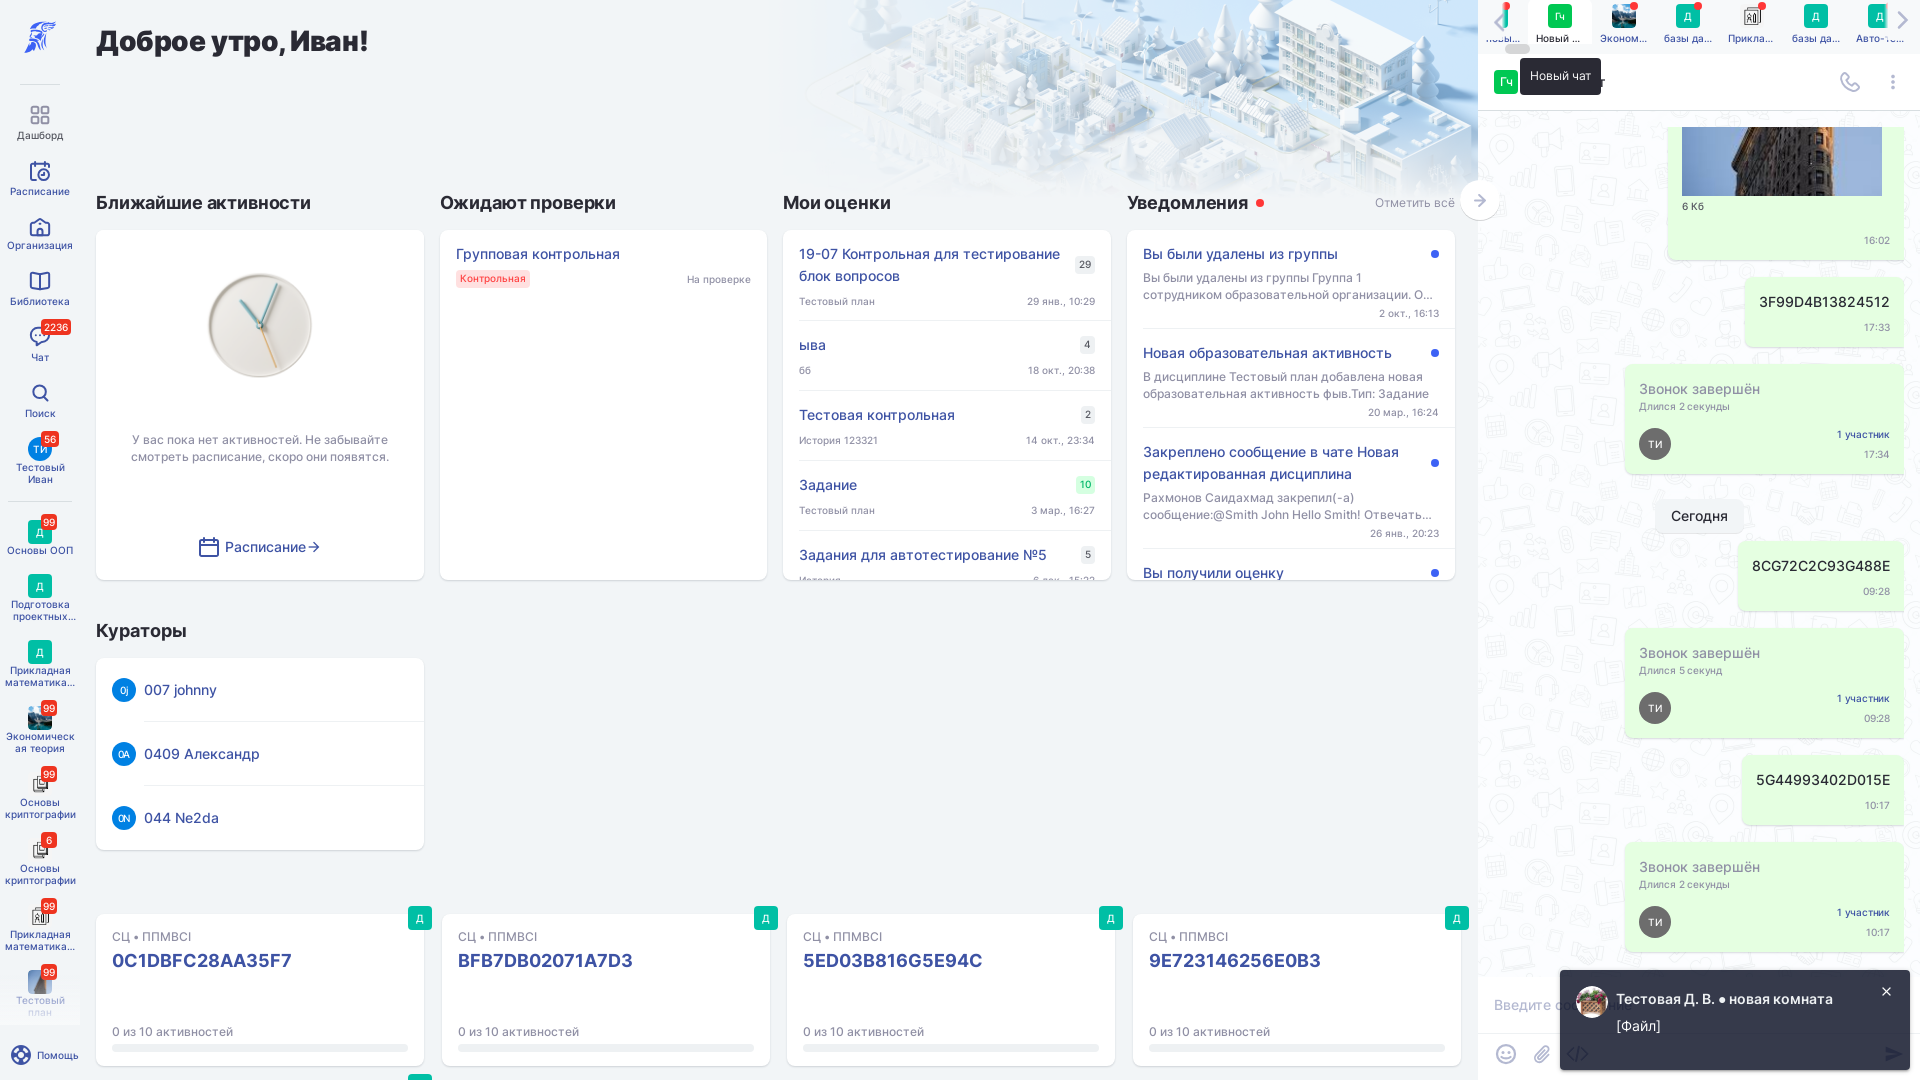 Доброе утро, Иван!
Дашборд
Расписание
Организация
Библиотека
2236
Чат
Поиск
56
ТИ
Тестовый
Иван
99
Д
Основы ООП
Д
Подготовка
проектных...
Д
Прикладная
математика...
99
Экономическ
ая теория
99
Основы
криптографии
6
Основы
криптографии
99
Прикладная
математика...
99
Тестовый
план
Помощь
Ближайшие активности
У вас пока нет активностей. Не забывайте
смотреть расписание, скоро они появятся.
Расписание
Ожидают проверки
Групповая контрольная
Контрольная
На проверке
Мои оценки
19-07 Контрольная для тестирование
блок вопросов
29
Тестовый план
29 янв., 10:29
ыва
4
66
18 окт., 20:38
Тестовая контрольная
2
История 123321
14 окт., 23:34
Задание
10
Тестовый план
3 мар., 16:27
Задания для автотестирование №5
5
Уведомления
Отметить всё
Вы были удалены из группы
Вы были удалены из группы Группа 1
сотрудником образовательной организации. О...
2 окт., 16:13
Новая образовательная активность
В дисциплине Тестовый план добавлена новая
образовательная активность фыв.Тип: Задание
20 мар., 16:24
Закреплено сообщение в чате Новая
редактированная дисциплина
Рахмонов Саидахмад закрепил(-а)
сообщение:@Smith John Hello Smith! Отвечать...
26 янв., 20:23
Вы получили оценку
Кураторы
0j
007 johnny
0А
0409 Александр
0N
044 Ne2da
Д
СЦ • ППМВСІ
0C1DBFC28AA35F7
0 из 10 активностей
Д
СЦ • ППМВСІ
BFB7DB02071A7D3
0 из 10 активностей
Д
СЦ • ППМВСІ
5ED03B816G5E94C
0 из 10 активностей
Д
СЦ • ППМВСІ
9E723146256E0B3
0 из 10 активностей
Гч
Новый ...
Эконом...
Д
базы да...
Прикла...
Д
базы да...
Д
Гч
Новый чат
6 Кб
16:02
3F99D4B13824512
17:33
Звонок завершён
Длился 2 секунды
ТИ
1 участник
17:34
Сегодня
8CG72C2C93G488E
09:28
Звонок завершён
Длился 5 секунд
ТИ
1 участник
09:28
5G44993402D015E
10:17
Звонок завершён
Длился 2 секунды
ТИ
1 участник
10:17
Введите
Тестовая Д. В. • новая комната
[Файл]